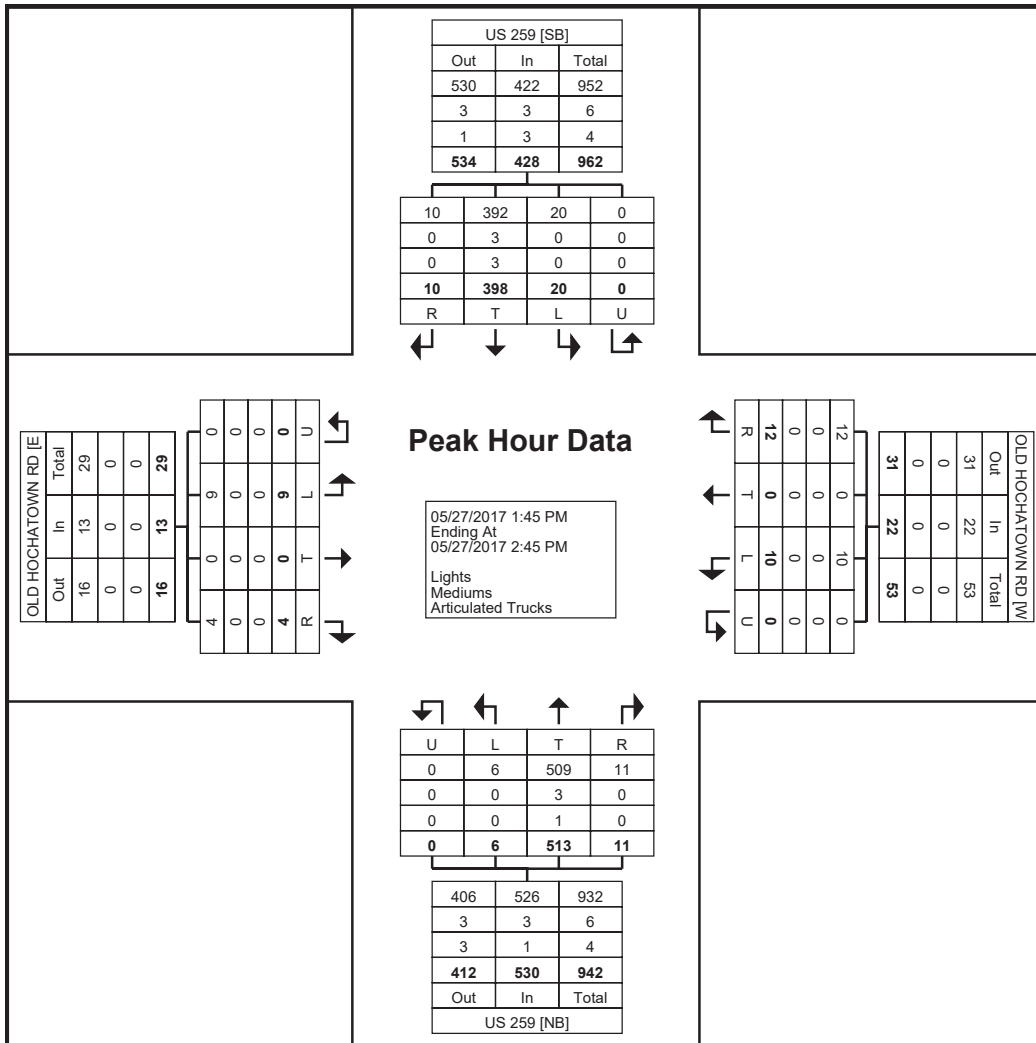 US 259 [SB]
Out In Total
530 422 952
3 3 6
1 3 4
534 428 962
10 392 20 0
0 3 0 0
0 3 0 0
10 398 20 0
R T L U
OLD HOCHATOWN RD [E
Total In Out
29 13 16
0 0 0
0 0 0
29 13 16
0 9 0 4
0 0 0 0
0 0 0 0
0 9 0 4
U L T R
Peak Hour Data
05/27/2017 1:45 PM
Ending At
05/27/2017 2:45 PM
Lights
Mediums
Articulated Trucks
R T L U
12 0 10 0
0 0 0 0
0 0 0 0
12 0 10 0
31 22 53
0 0 0
0 0 0
31 22 53
Out In Total
OLD HOCHATOWN RD [W
U L T R
0 6 509 11
0 0 3 0
0 0 1 0
0 6 513 11
406 526 932
3 3 6
3 1 4
412 530 942
Out In Total
US 259 [NB]